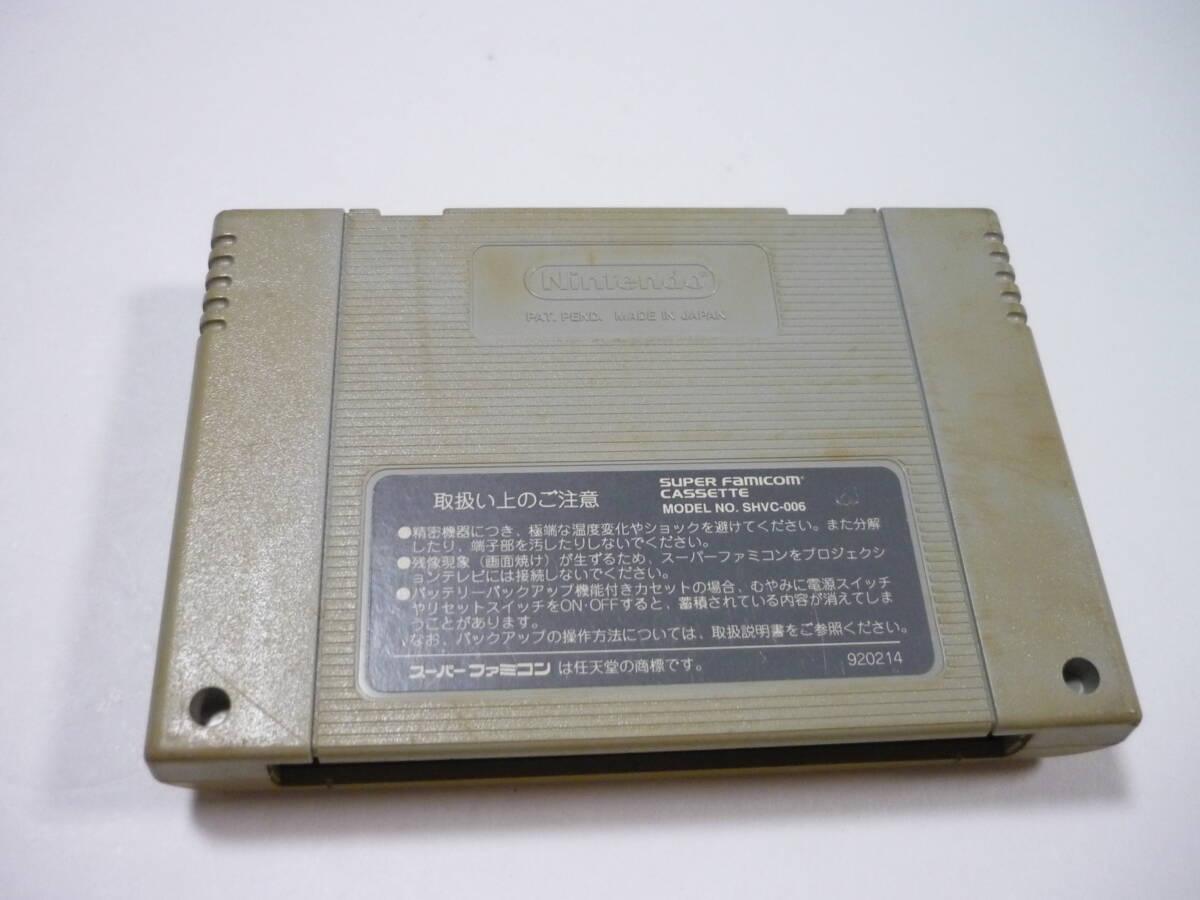 Nintendo®
PAT. PEND. MADE IN JAPAN
取扱い上のご注意
SUPER FAMICOM®
CASSETTE
MODEL NO. SHVC-006
●精密機器につき、極端な温度変化やショックを避けてください。また分解
したり、端子部を汚したりしないでください。
●残像現象（画面焼け）が生ずるため、スーパーファミコンをプロジェクシ
ョンテレビには接続しないでください。
●バッテリーバックアップ機能付きカセットの場合、むやみに電源スイッチ
やリセットスイッチをON・OFFすると、蓄積されている内容が消えてしま
うことがあります。
なお、バックアップの操作方法については、取扱説明書をご参照ください。
スーパーファミコン は任天堂の商標です。
920214